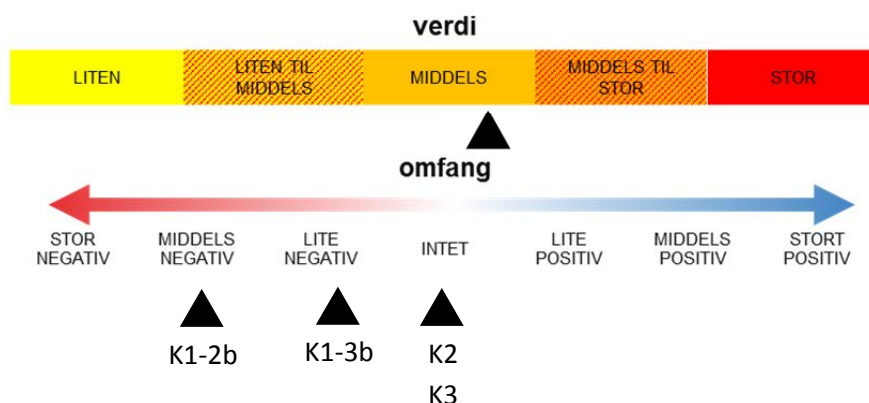 verdi
LITEN
LITEN TIL
MIDDELS
MIDDELS
MIDDELS TIL
STOR
STOR
omfang
STOR
NEGATIV
MIDDELS
NEGATIV
LITE
NEGATIV
INTET
LITE
POSITIV
MIDDELS
POSITIV
STORT
POSITIV
K1-2b
K1-3b
K2
K3